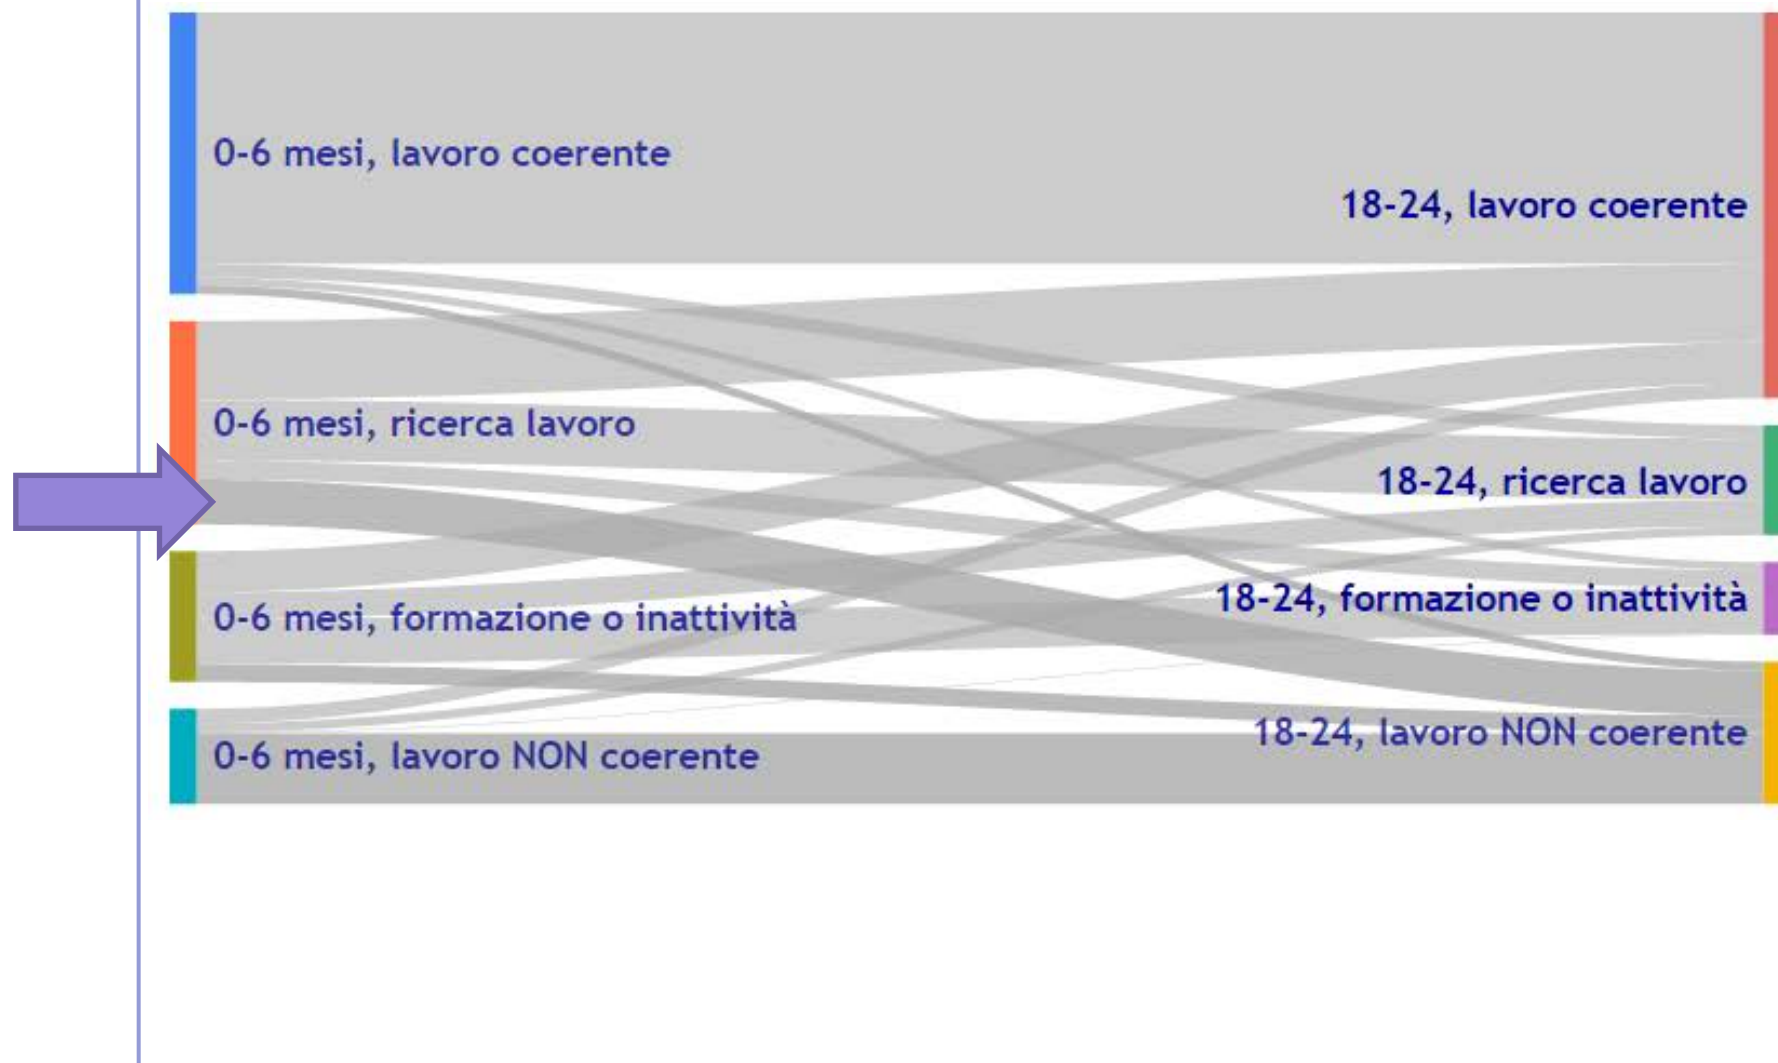 0-6 mesi, lavoro coerente
18-24, lavoro coerente
0-6 mesi, ricerca lavoro
18-24, ricerca lavoro
0-6 mesi, formazione o inattività
18-24, formazione o inattività
0-6 mesi, lavoro NON coerente
18-24, lavoro NON coerente